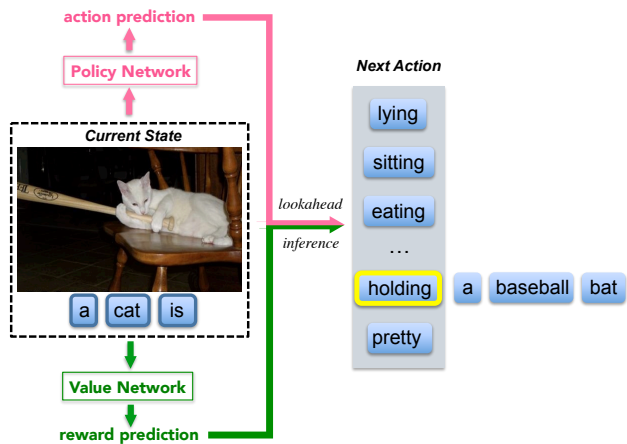 action prediction
Policy Network
Current State
a cat is
Value Network
reward prediction
lookahead
inference
Next Action
lying
sitting
eating
...
holding a baseball bat
pretty